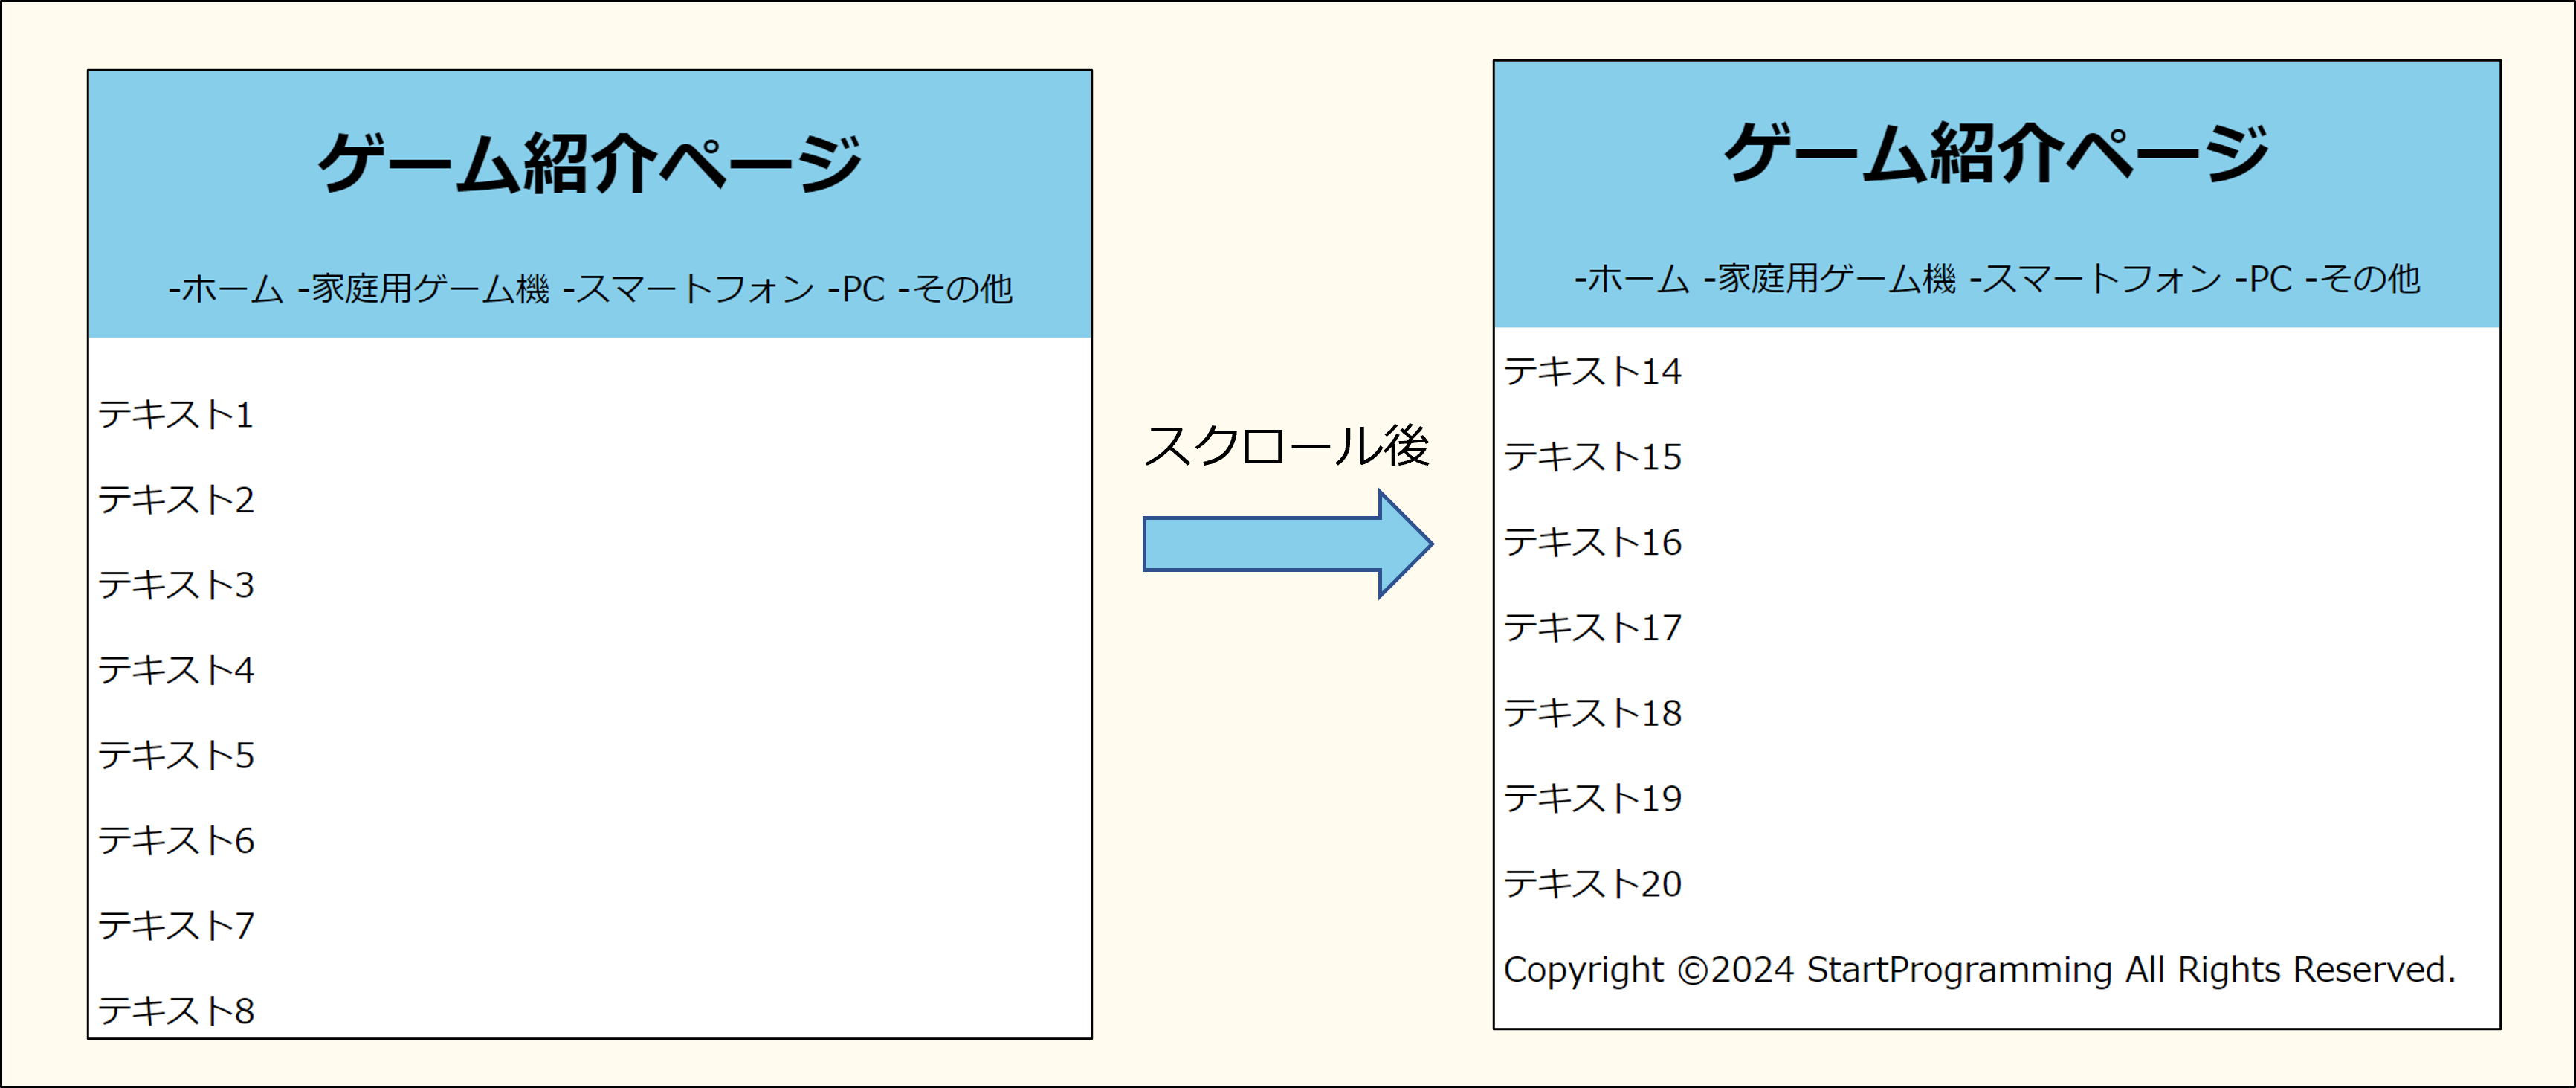 ゲーム紹介ページ
-ホーム -家庭用ゲーム機 -スマートフォン -PC -その他
テキスト1
テキスト2
テキスト3
テキスト4
テキスト5
テキスト6
テキスト7
テキスト8
スクロール後
ゲーム紹介ページ
-ホーム -家庭用ゲーム機 -スマートフォン -PC -その他
テキスト14
テキスト15
テキスト16
テキスト17
テキスト18
テキスト19
テキスト20
Copyright ©2024 StartProgramming All Rights Reserved.